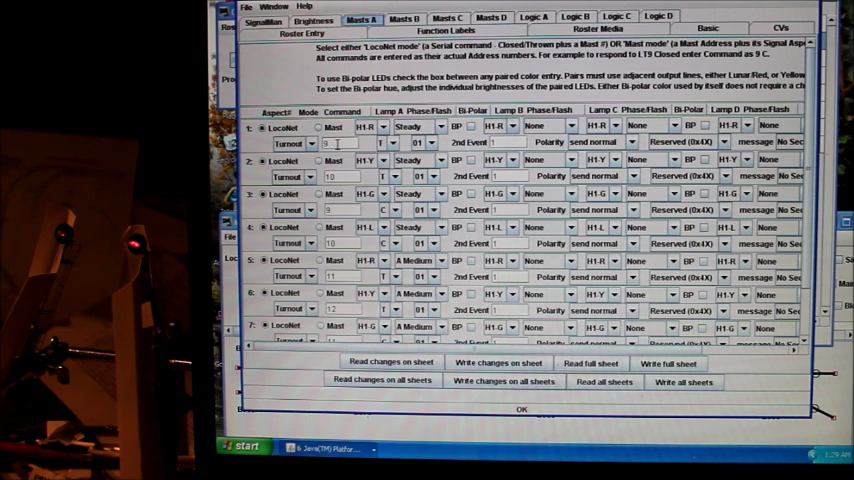 File Window Help
SignalMan Brightness Masts A Masts B Masts C Masts D Logic A Logic B Logic C Logic D
Roster Entry Function Labels Roster Media Basic CVs
Select either 'LocoNet mode' (a Serial command - Closed/Thrown plus a Mast #) OR 'Mast mode' (a Mast Address plus its Signal Aspe
All commands are entered as their actual Address numbers. For example to respond to LT9 Closed enter Command as 9 C.
To use Bi-polar LEDs check the box between any paired color entry. Pairs must use adjacent output lines, either Lunar/Red, or Yellow
To set the Bi-polar hue, adjust the individual brightnesses of the paired LEDs. Either Bi-polar color used by itself does not require a ch
Aspect# Mode Command Lamp A Phase/Flash Bi-Polar Lamp B Phase/Flash Lamp C Phase/Flash Bi-Polar Lamp D Phase/Flash
1: LocoNet Mast H1-R Steady BP H1-R None H1-R None BP H1-R None
Turnout 9 T 01 2nd Event 1 Polarity send normal Reserved (0x4X) message No Sec
2: LocoNet Mast H1-Y Steady BP H1-Y None H1-Y None BP H1-Y None
Turnout 10 T 01 2nd Event 1 Polarity send normal Reserved (0x4X) message No Sec
3: LocoNet Mast H1-G Steady BP H1-G None H1-G None BP H1-G None
Turnout 9 C 01 2nd Event 1 Polarity send normal Reserved (0x4X) message No Sec
4: LocoNet Mast H1-L Steady BP H1-L None H1-L None BP H1-L None
Turnout 10 C 01 2nd Event 1 Polarity send normal Reserved (0x4X) message No Sec
5: LocoNet Mast H1-R A Medium BP H1-R None H1-R None BP H1-R None
Turnout 11 T 01 2nd Event 1 Polarity send normal Reserved (0x4X) message No Sec
6: LocoNet Mast H1-Y A Medium BP H1-Y None H1-Y None BP H1-Y None
Turnout 12 T 01 2nd Event 1 Polarity send normal Reserved (0x4X) message No Sec
7: LocoNet Mast H1-G A Medium BP H1-G None H1-G None BP H1-G None
Read changes on sheet Write changes on sheet Read full sheet Write full sheet
Read changes on all sheets Write changes on all sheets Read all sheets Write all sheets
OK
start 6 Java(TM) Platfor... 1:29 AM